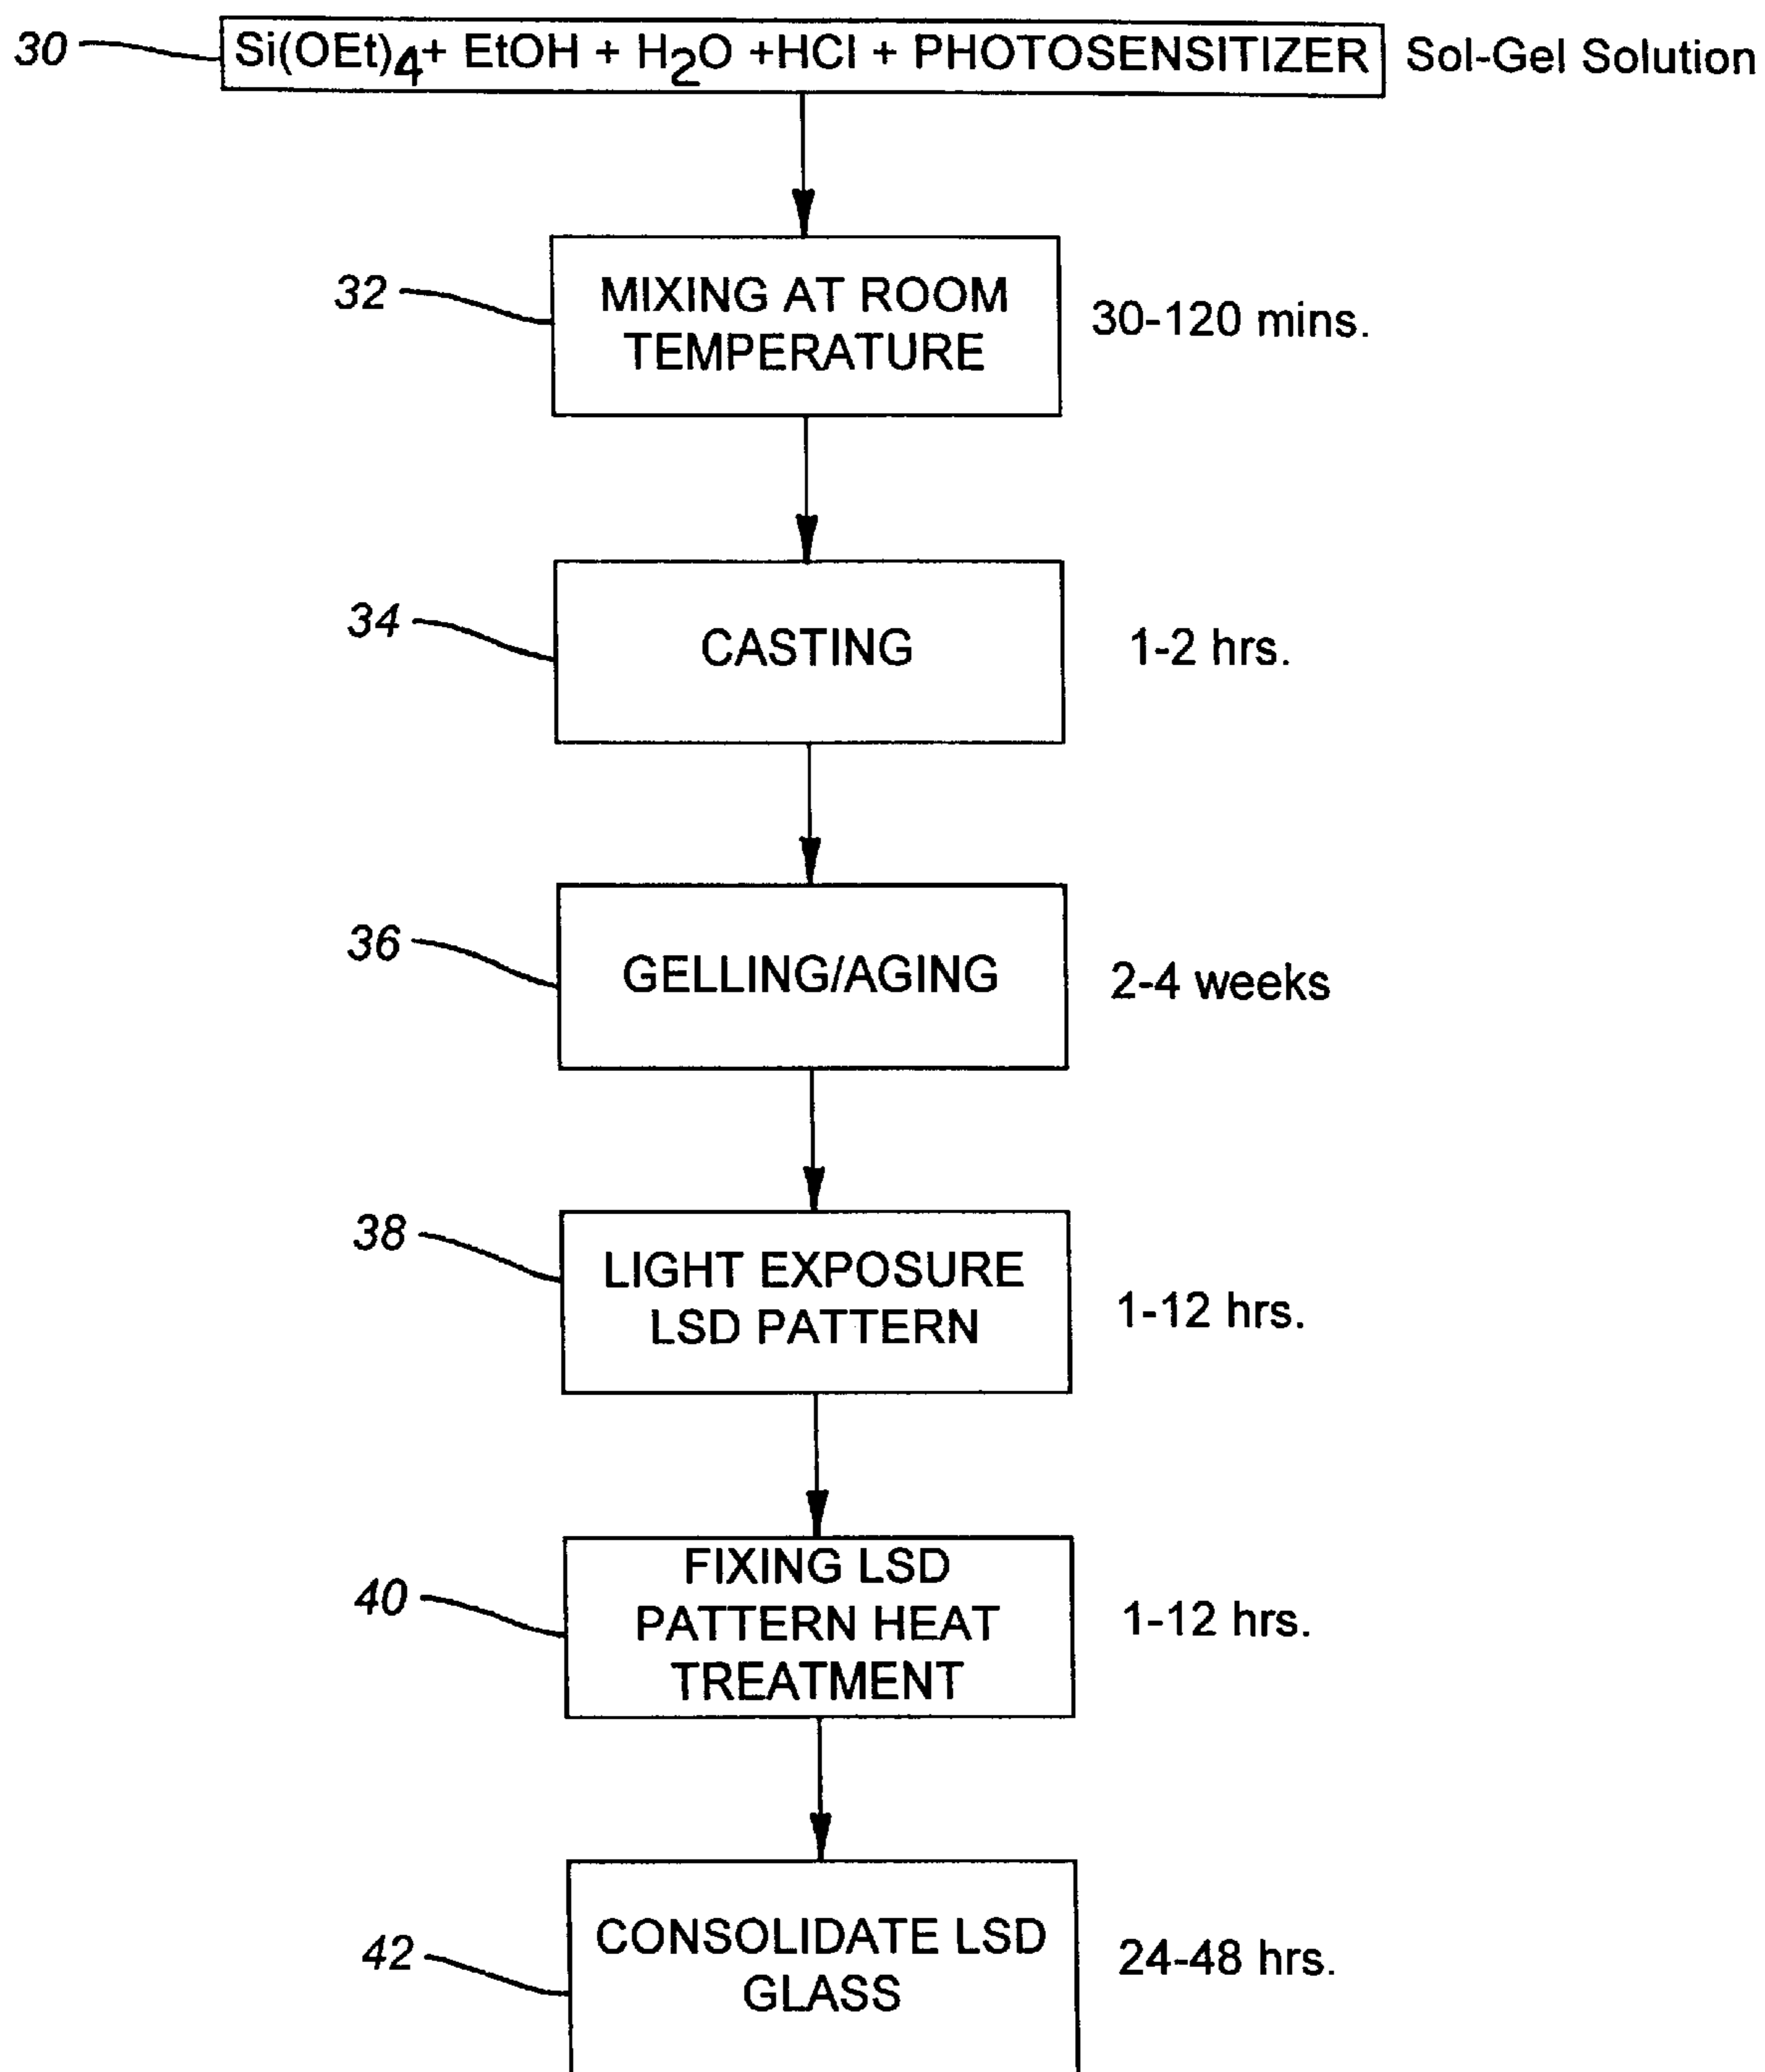 30
Si(OEt)4+ EtOH + H2O +HCl + PHOTOSENSITIZER
Sol-Gel Solution
32
MIXING AT ROOM
TEMPERATURE
30-120 mins.
34
CASTING
1-2 hrs.
36
GELLING/AGING
2-4 weeks
38
LIGHT EXPOSURE
LSD PATTERN
1-12 hrs.
40
FIXING LSD
PATTERN HEAT
TREATMENT
1-12 hrs.
42
CONSOLIDATE LSD
GLASS
24-48 hrs.